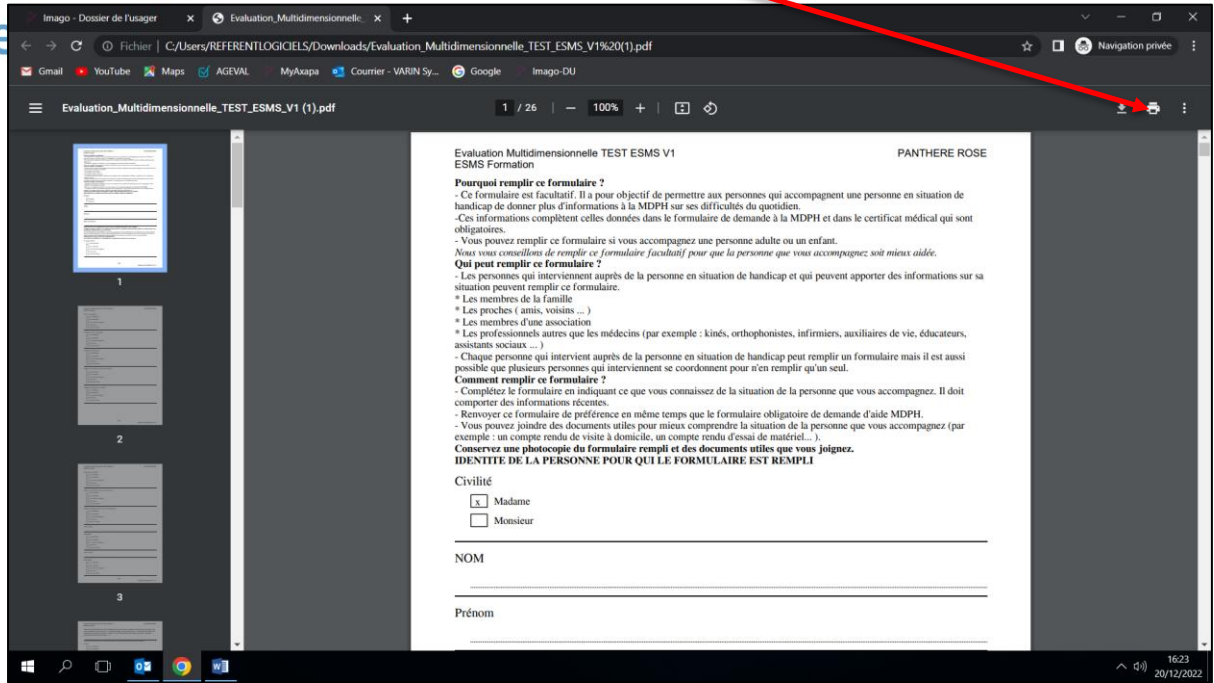 Imago - Dossier de l'usager
Evaluation_Multidimensionnelle_
Fichier | C:/Users/REFERENTLOGICIELS/Downloads/Evaluation_Multidimensionnelle_TEST_ESMS_V1%20(1).pdf
Navigation privée
Gmail YouTube Maps AGEVAL MyAxapa Courrier - VARIN Sy... Google Imago-DU
Evaluation_Multidimensionnelle_TEST_ESMS_V1 (1).pdf
1 / 26 | − 100% + |
Evaluation Multidimensionnelle TEST ESMS V1 PANTHERE ROSE
ESMS Formation
Pourquoi remplir ce formulaire ?
- Ce formulaire est facultatif. Il a pour objectif de permettre aux personnes qui accompagnent une personne en situation de
handicap de donner plus d'informations à la MDPH sur ses difficultés du quotidien.
-Ces informations complètent celles données dans le formulaire de demande à la MDPH et dans le certificat médical qui sont
obligatoires.
- Vous pouvez remplir ce formulaire si vous accompagnez une personne adulte ou un enfant.
Nous vous conseillons de remplir ce formulaire facultatif pour que la personne que vous accompagnez soit mieux aidée.
Qui peut remplir ce formulaire ?
- Les personnes qui interviennent auprès de la personne en situation de handicap et qui peuvent apporter des informations sur sa
situation peuvent remplir ce formulaire.
* Les membres de la famille
* Les proches ( amis, voisins ... )
* Les membres d'une association
* Les professionnels autres que les médecins (par exemple : kinés, orthophonistes, infirmiers, auxiliaires de vie, éducateurs,
assistants sociaux ... )
- Chaque personne qui intervient auprès de la personne en situation de handicap peut remplir un formulaire mais il est aussi
possible que plusieurs personnes qui interviennent se coordonnent pour n'en remplir qu'un seul.
Comment remplir ce formulaire ?
- Complétez le formulaire en indiquant ce que vous connaissez de la situation de la personne que vous accompagnez. Il doit
comporter des informations récentes.
- Renvoyer ce formulaire de préférence en même temps que le formulaire obligatoire de demande d'aide MDPH.
- Vous pouvez joindre des documents utiles pour mieux comprendre la situation de la personne que vous accompagnez (par
exemple : un compte rendu de visite à domicile, un compte rendu d'essai de matériel... ).
Conservez une photocopie du formulaire rempli et des documents utiles que vous joignez.
IDENTITE DE LA PERSONNE POUR QUI LE FORMULAIRE EST REMPLI
Civilité
x Madame
Monsieur
NOM
Prénom
1
2
3
16:23
20/12/2022